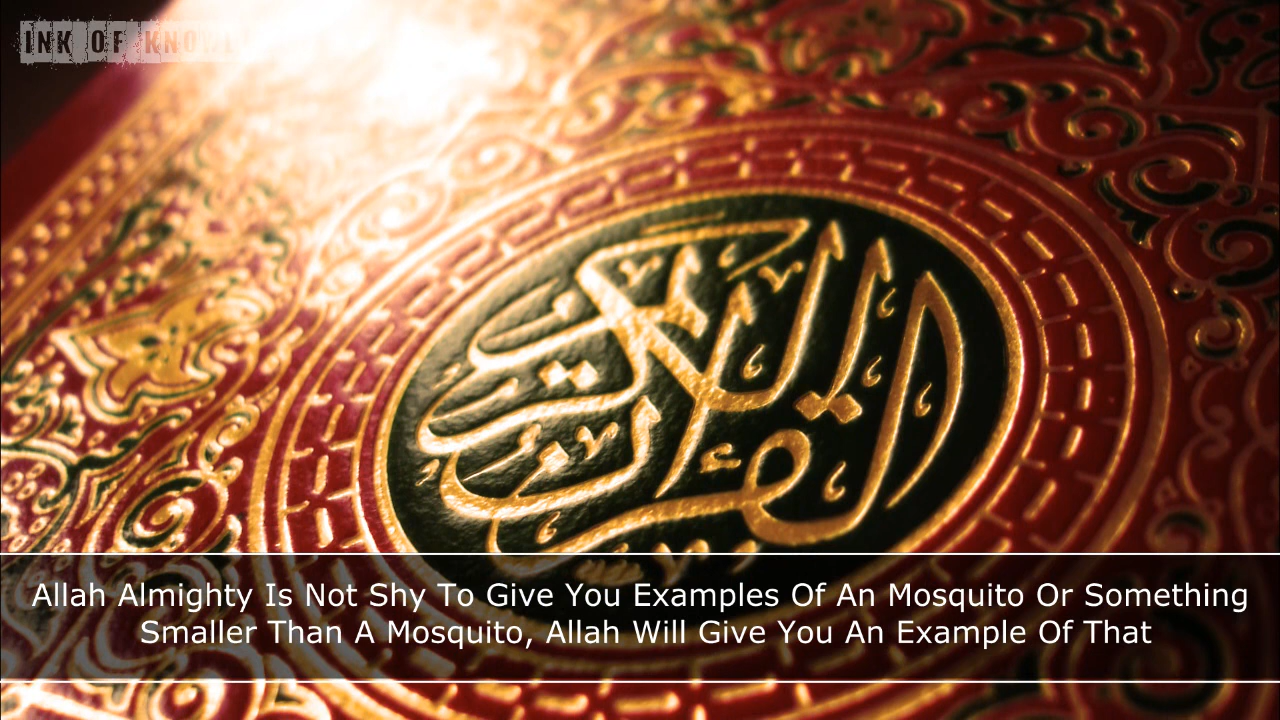 INK OF KNOWL
القرآن الكريم
Allah Almighty Is Not Shy To Give You Examples Of An Mosquito Or Something
Smaller Than A Mosquito, Allah Will Give You An Example Of That